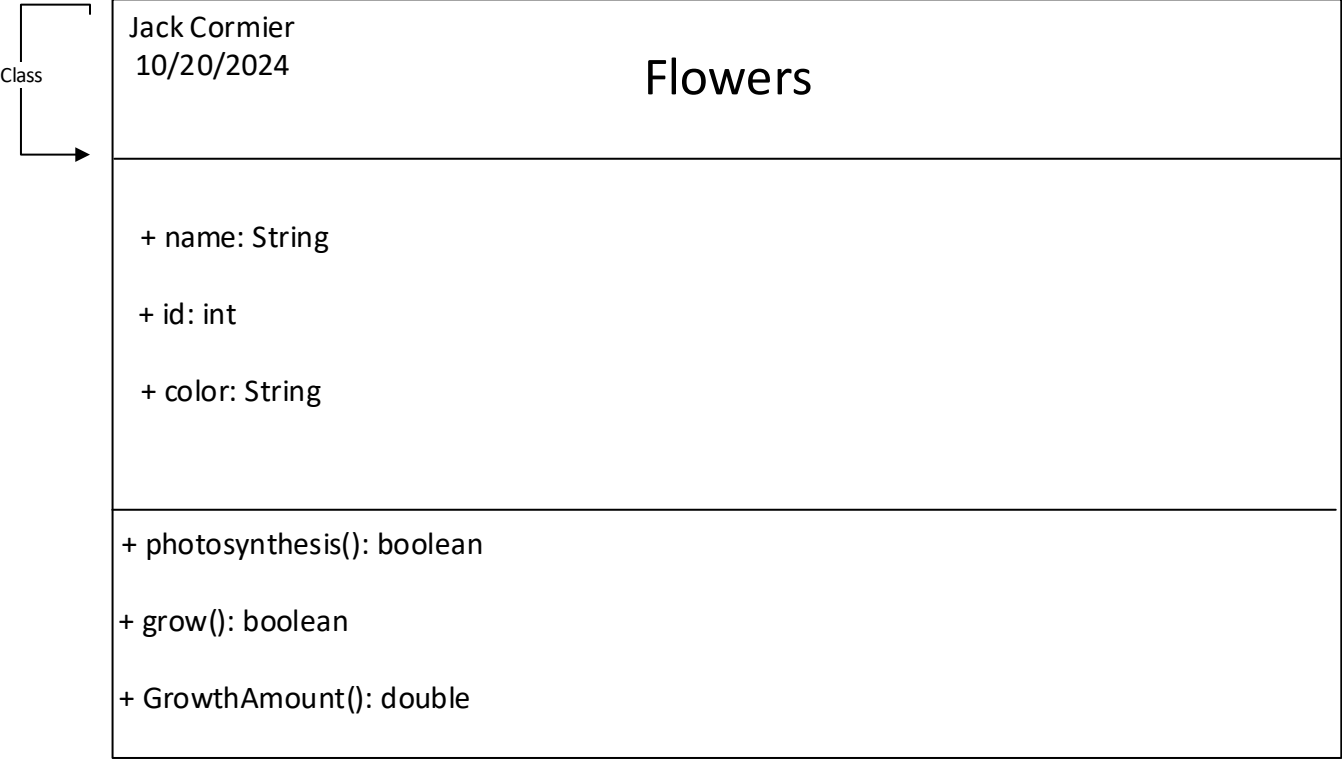 Class
Jack Cormier
10/20/2024
Flowers
+ name: String
+ id: int
+ color: String
+ photosynthesis(): boolean
+ grow(): boolean
+ GrowthAmount(): double